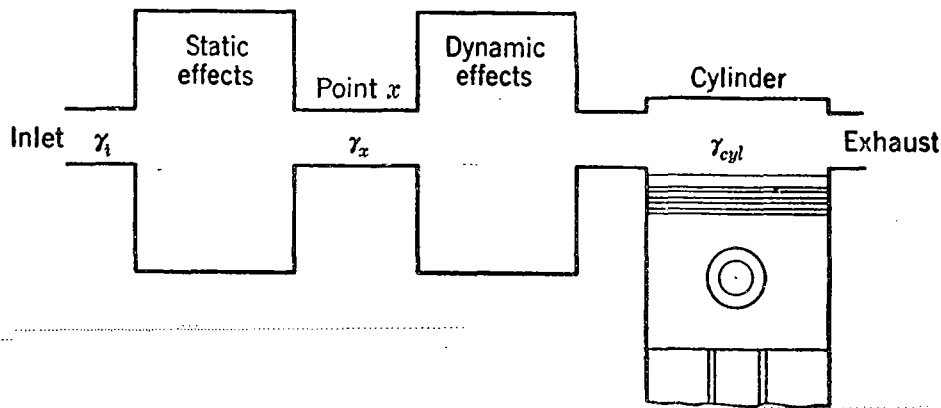 Static
effects
Point x
Dynamic
effects
Cylinder
Inlet
γi
γx
γcyl
Exhaust